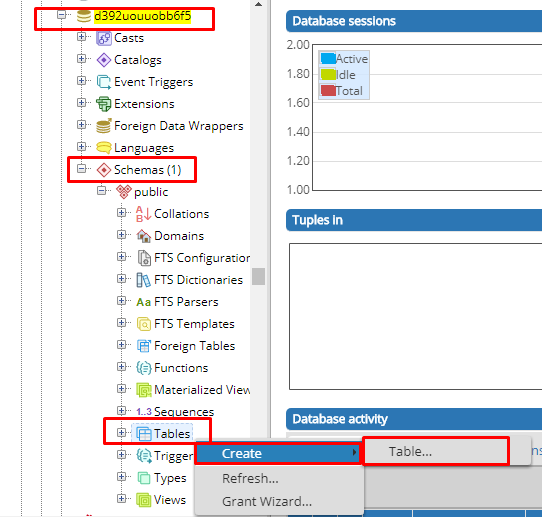 d392uouuobb6f5
Casts
Catalogs
Event Triggers
Extensions
Foreign Data Wrappers
Languages
Schemas (1)
public
Collations
Domains
FTS Configuration
FTS Dictionaries
Aa FTS Parsers
FTS Templates
Foreign Tables
Functions
Materialized View
1..3 Sequences
Tables
Trigger
Types
Views
Create
Refresh...
Grant Wizard...
Table...
Database sessions
2.00
1.80
1.60
1.40
1.20
1.00
Active
Idle
Total
Tuples in
Database activity